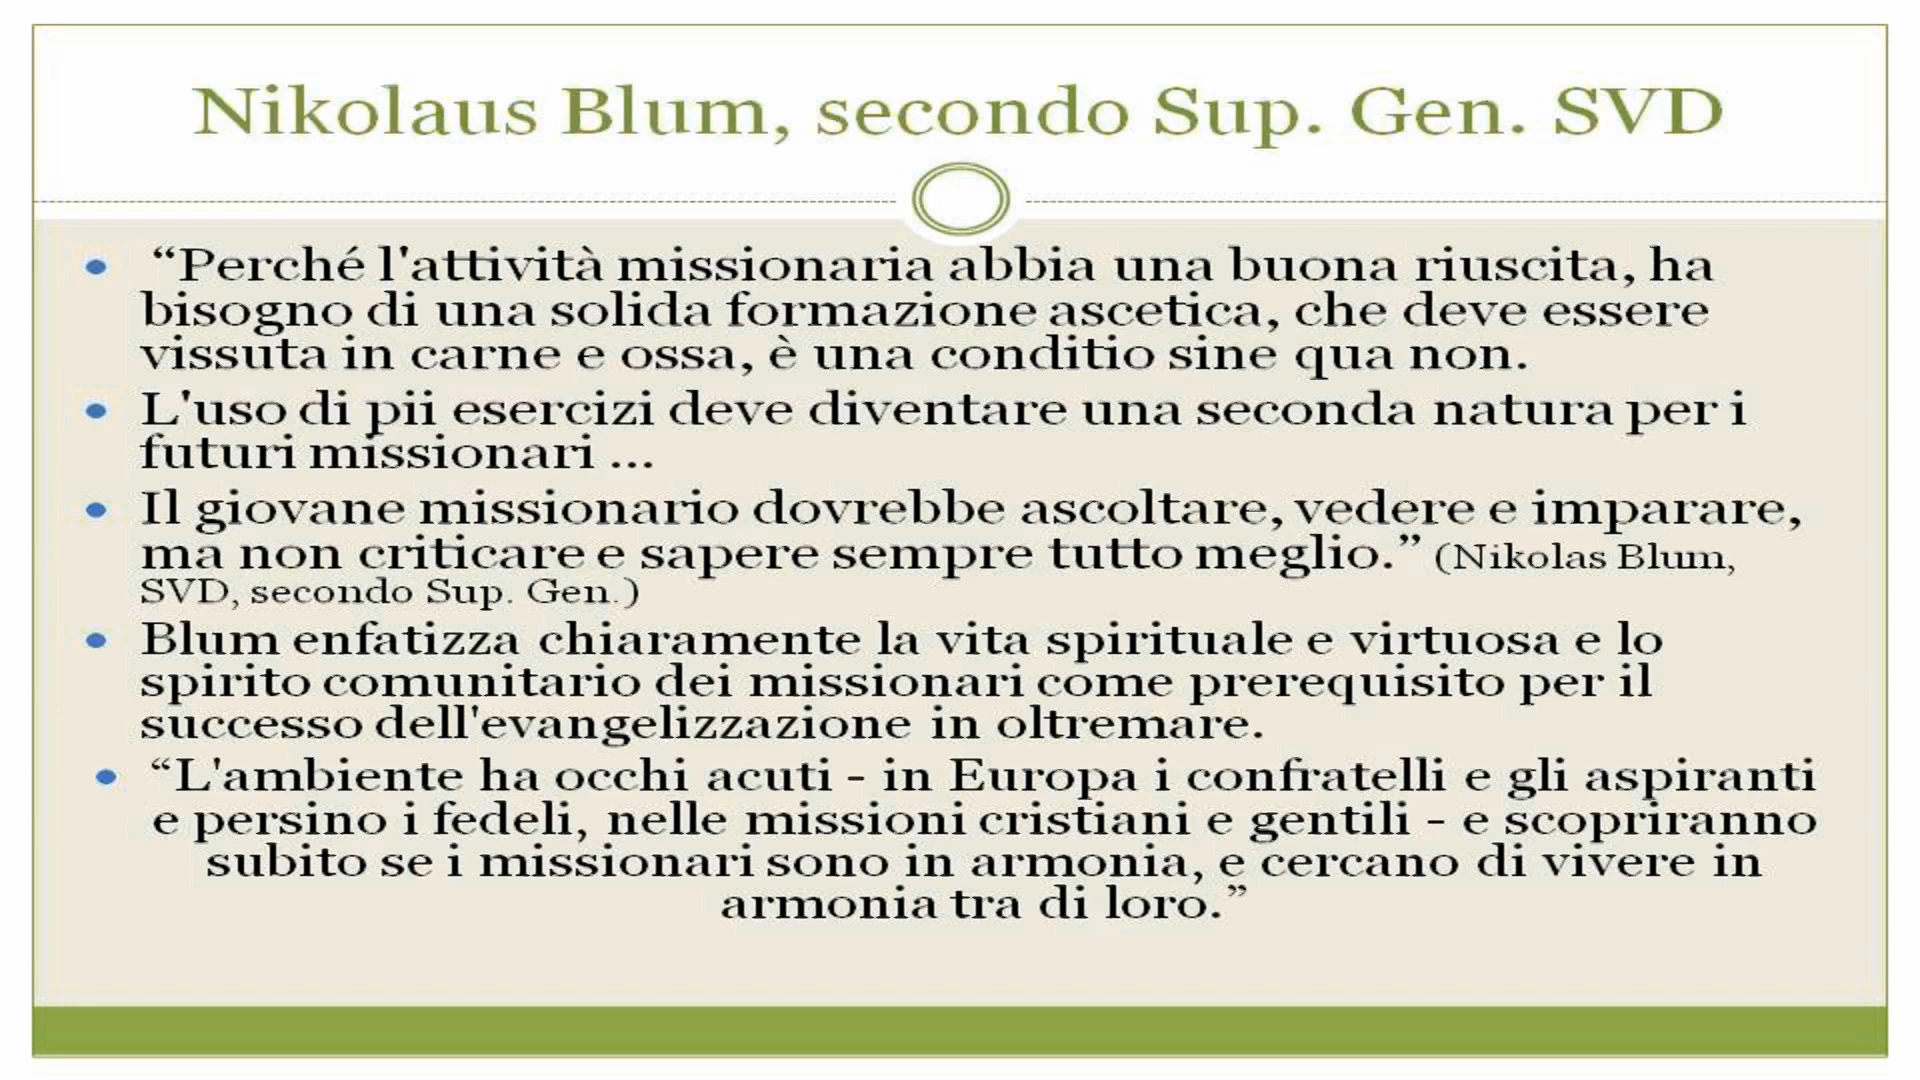 Nikolaus Blum, secondo Sup. Gen. SVD
• “Perché l'attività missionaria abbia una buona riuscita, ha
bisogno di una solida formazione ascetica, che deve essere
vissuta in carne e ossa, è una conditio sine qua non.
• L'uso di pii esercizi deve diventare una seconda natura per i
futuri missionari ...
• Il giovane missionario dovrebbe ascoltare, vedere e imparare,
ma non criticare e sapere sempre tutto meglio.” (Nikolas Blum,
SVD, secondo Sup. Gen.)
• Blum enfatizza chiaramente la vita spirituale e virtuosa e lo
spirito comunitario dei missionari come prerequisito per il
successo dell'evangelizzazione in oltremare.
• “L'ambiente ha occhi acuti - in Europa i confratelli e gli aspiranti
e persino i fedeli, nelle missioni cristiani e gentili - e scopriranno
subito se i missionari sono in armonia, e cercano di vivere in
armonia tra di loro.”